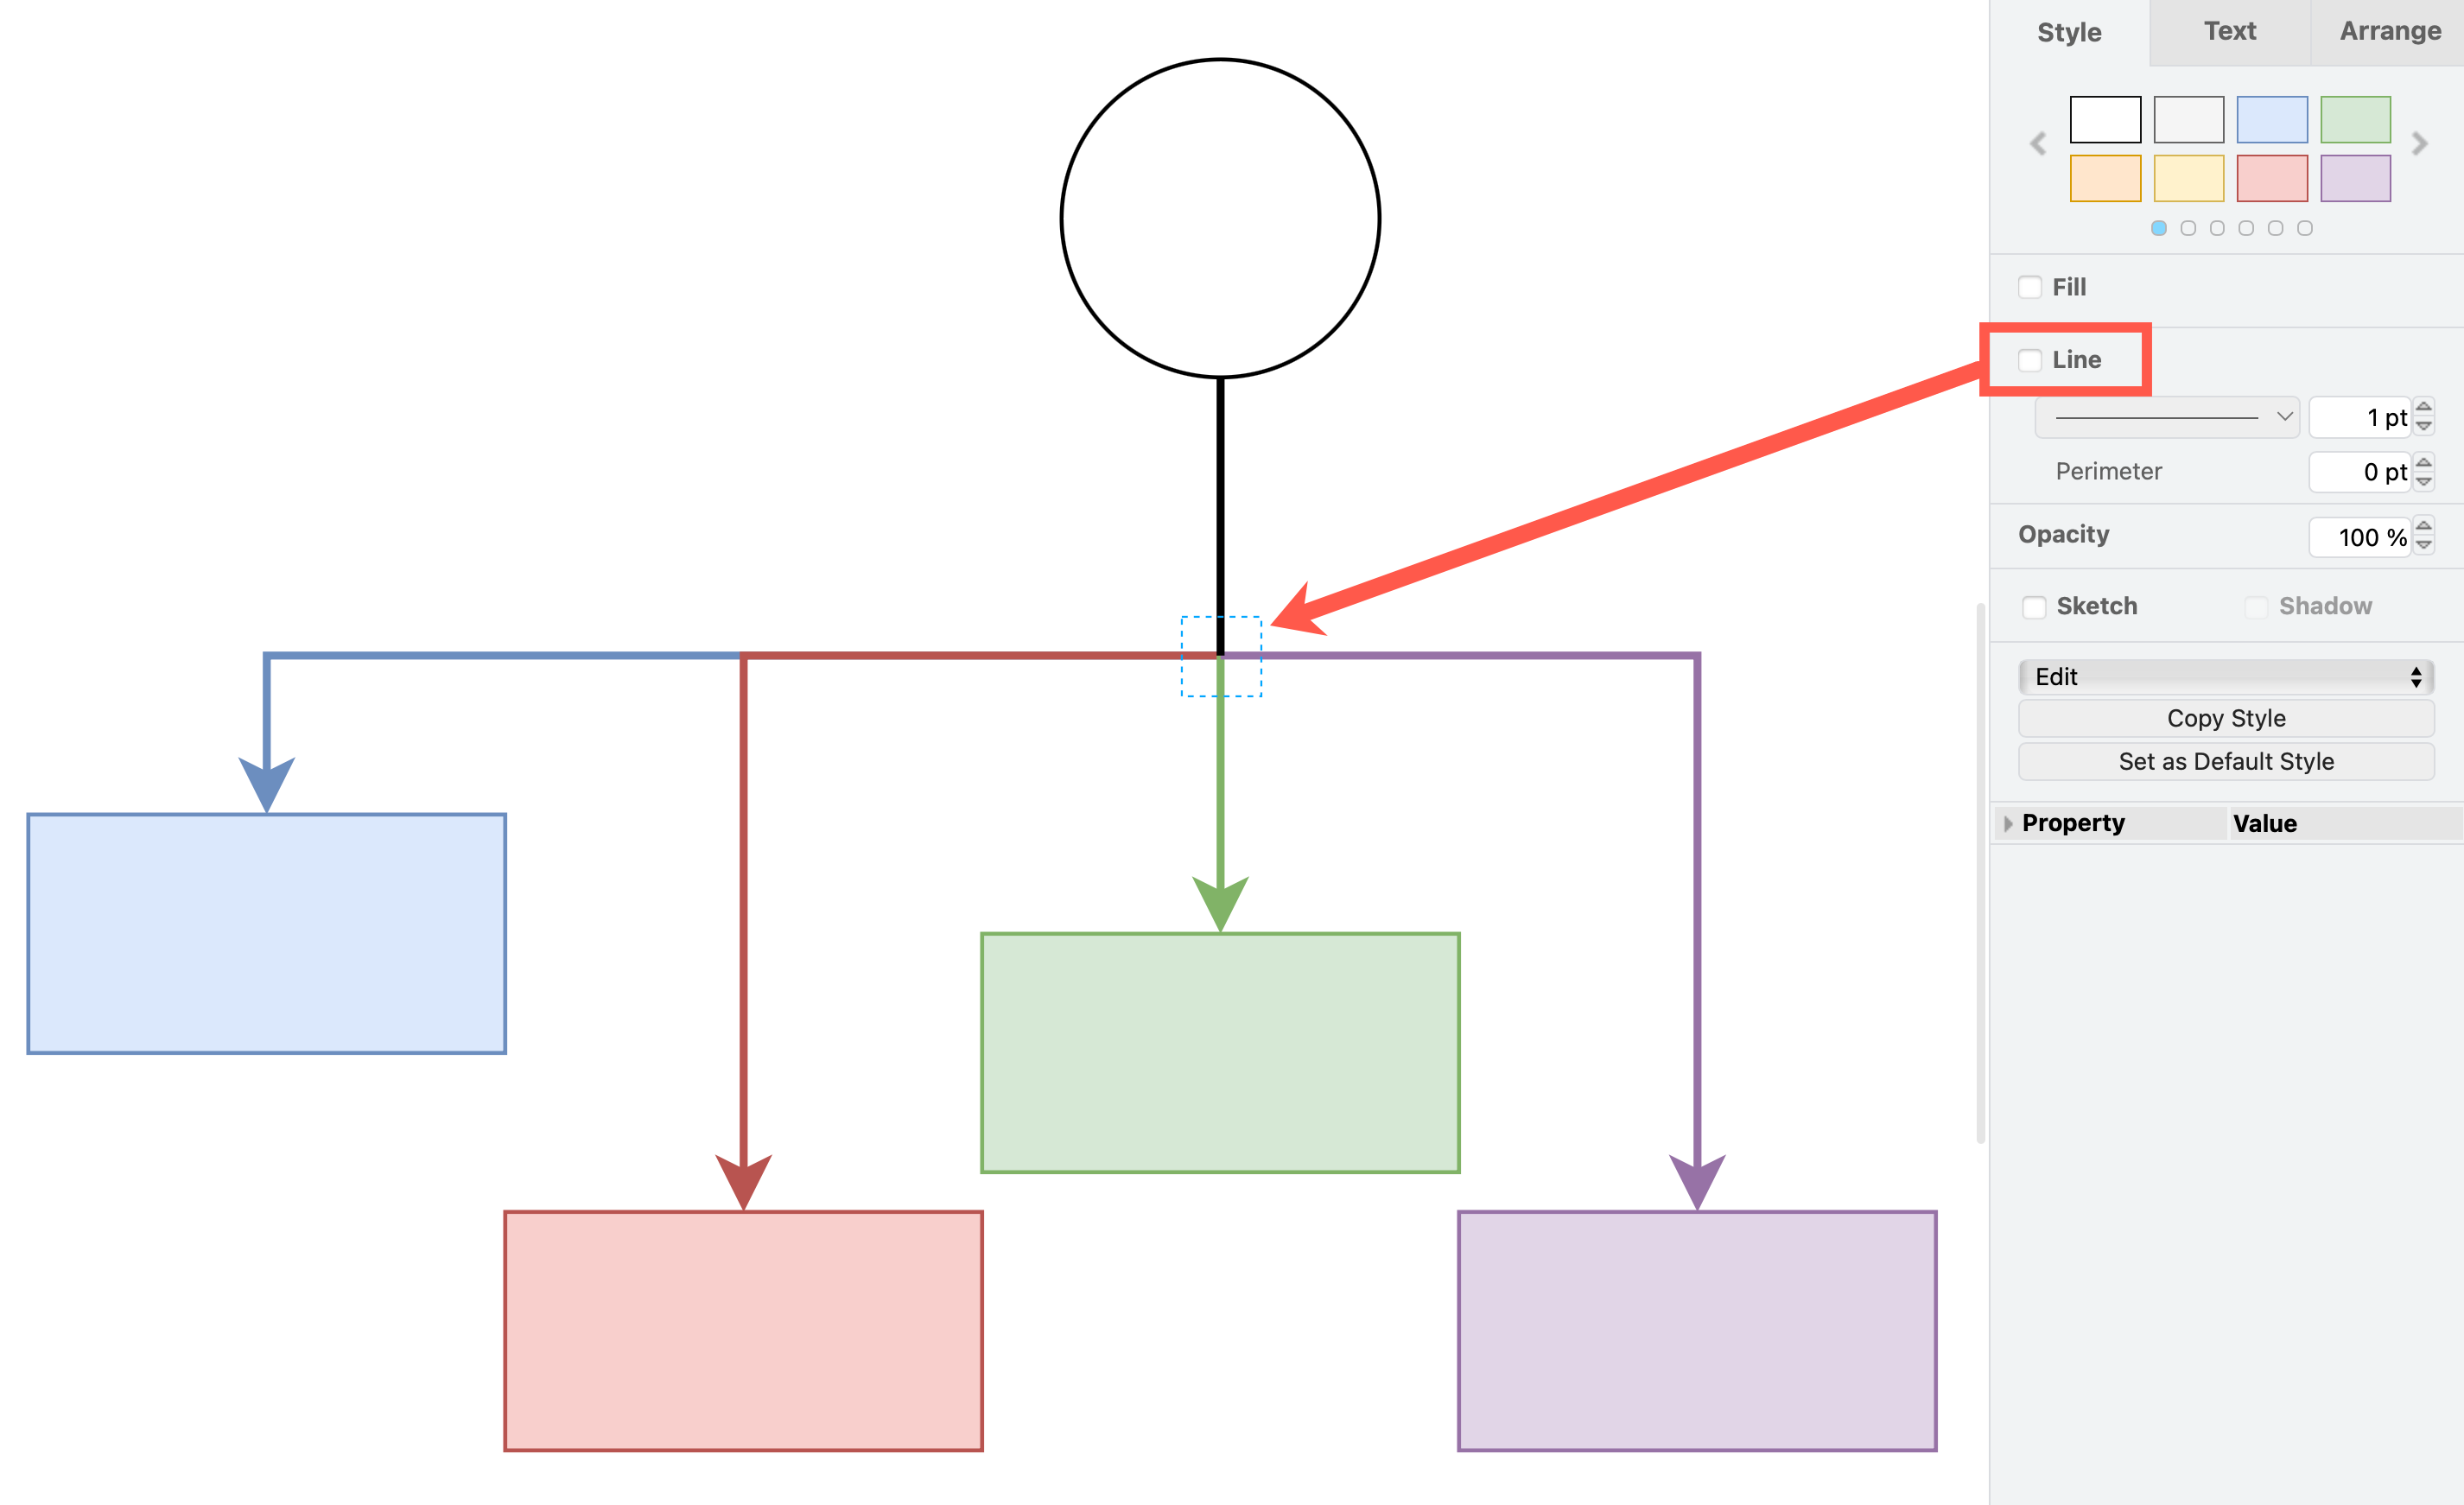 Style Text Arrange
Fill
Line
1 pt
Perimeter 0 pt
Opacity 100 %
Sketch Shadow
Edit
Copy Style
Set as Default Style
Property Value